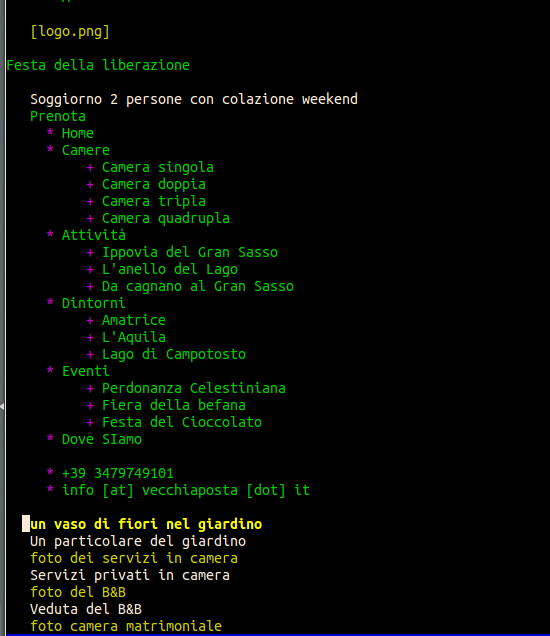 [logo.png]
Festa della liberazione
Soggiorno 2 persone con colazione weekend
Prenota
* Home
* Camere
+ Camera singola
+ Camera doppia
+ Camera tripla
+ Camera quadrupla
* Attività
+ Ippovia del Gran Sasso
+ L'anello del Lago
+ Da cagnano al Gran Sasso
* Dintorni
+ Amatrice
+ L'Aquila
+ Lago di Campotosto
* Eventi
+ Perdonanza Celestiniana
+ Fiera della befana
+ Festa del Cioccolato
* Dove SIamo
* +39 3479749101
* info [at] vecchiaposta [dot] it
un vaso di fiori nel giardino
Un particolare del giardino
foto dei servizi in camera
Servizi privati in camera
foto del B&B
Veduta del B&B
foto camera matrimoniale